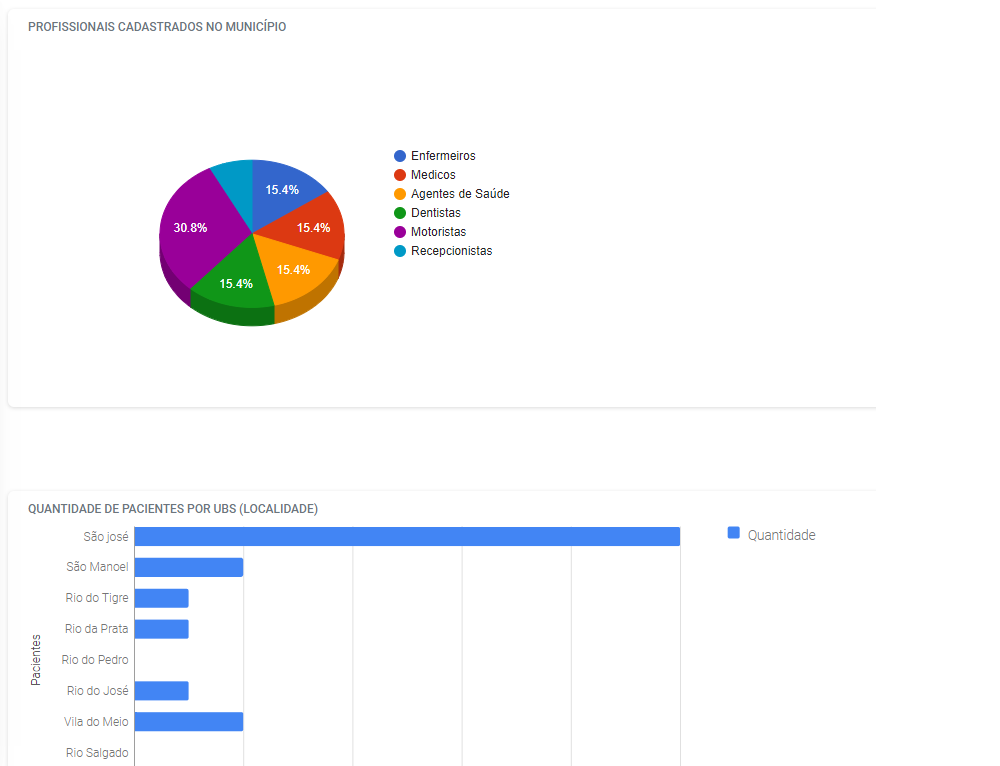 PROFISSIONAIS CADASTRADOS NO MUNICÍPIO
15.4%
15.4%
15.4%
15.4%
30.8%
Enfermeiros
Medicos
Agentes de Saúde
Dentistas
Motoristas
Recepcionistas
QUANTIDADE DE PACIENTES POR UBS (LOCALIDADE)
Pacientes
São josé
São Manoel
Rio do Tigre
Rio da Prata
Rio do Pedro
Rio do José
Vila do Meio
Rio Salgado
Quantidade